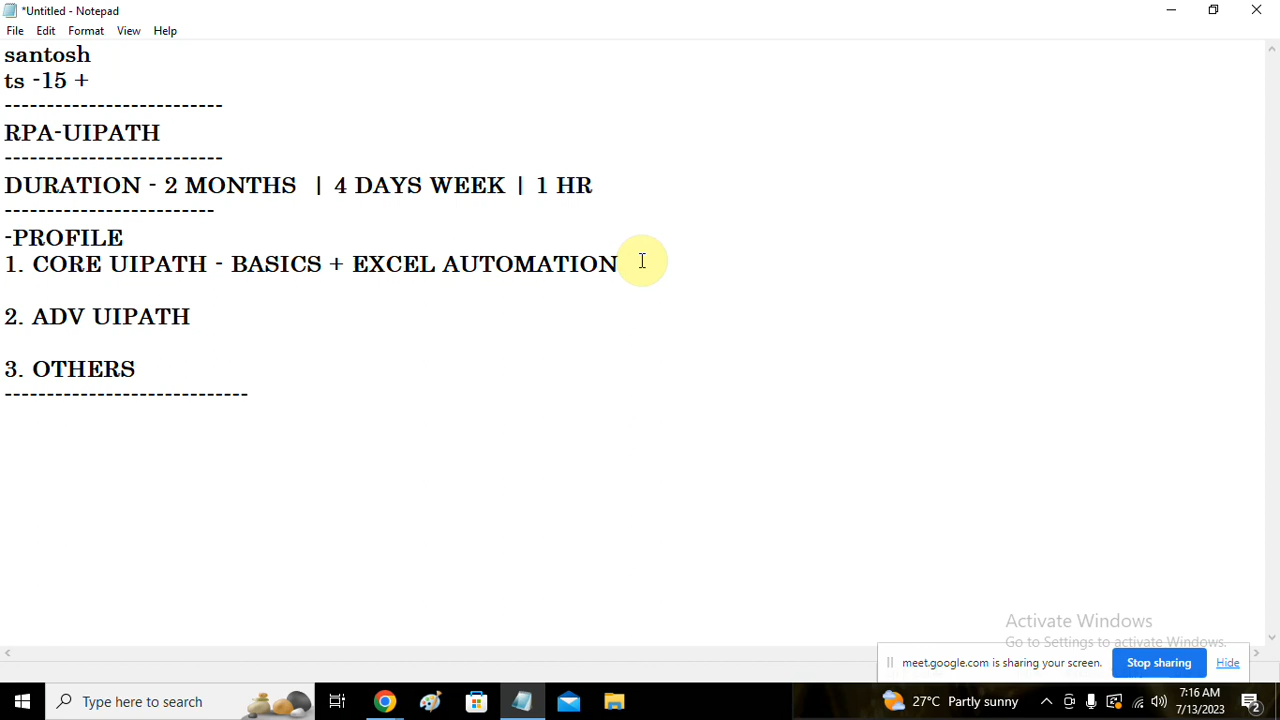 *Untitled - Notepad
File Edit Format View Help
santosh
ts -15 +
--------------------------
RPA-UIPATH
--------------------------
DURATION - 2 MONTHS | 4 DAYS WEEK | 1 HR
-------------------------
-PROFILE
1. CORE UIPATH - BASICS + EXCEL AUTOMATION
2. ADV UIPATH
3. OTHERS
-----------------------------
Activate Windows
Go to Settings to activate Windows.
meet.google.com is sharing your screen. Stop sharing Hide
Type here to search
27°C Partly sunny
7:16 AM
7/13/2023
2